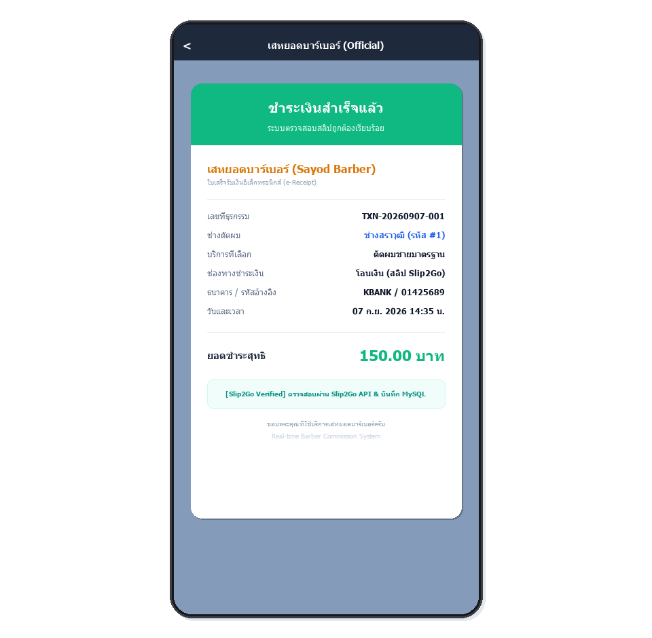 < เสหยอดบาร์เบอร์ (Official)
ชำระเงินสำเร็จแล้ว
ระบบตรวจสอบสลิปถูกต้องเรียบร้อย
เสหยอดบาร์เบอร์ (Sayod Barber)
ใบเสร็จรับเงินอิเล็กทรอนิกส์ (e-Receipt)
เลขที่ธุรกรรม TXN-20260907-001
ช่างตัดผม ช่างสราวุฒิ (รหัส #1)
บริการที่เลือก ตัดผมชายมาตรฐาน
ช่องทางชำระเงิน โอนเงิน (สลิป Slip2Go)
ธนาคาร / รหัสอ้างอิง KBANK / 01425689
วันและเวลา 07 ก.ย. 2026 14:35 น.
ยอดชำระสุทธิ 150.00 บาท
[Slip2Go Verified] ตรวจสอบผ่าน Slip2Go API & บันทึก MySQL
ขอบพระคุณที่ใช้บริการเสหยอดบาร์เบอร์ครับ
Real-time Barber Commission System